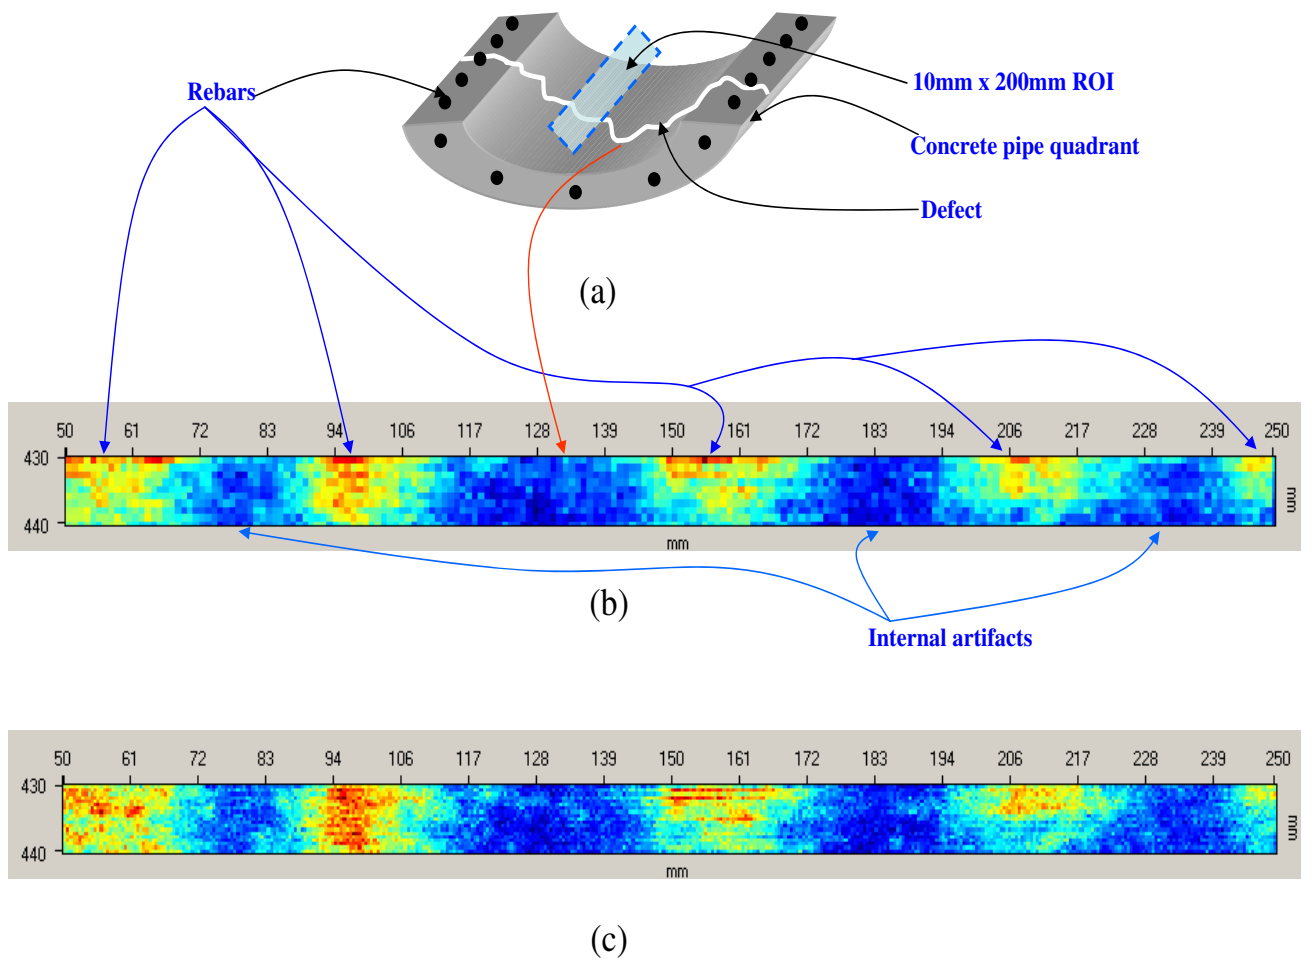 10mm x 200mm ROI
Rebars
Concrete pipe quadrant
Defect
(a)
50 61 72 83 94 106 117 128 139 150 161 172 183 194 206 217 228 239 250
430
440
mm
mm
(b)
Internal artifacts
50 61 72 83 94 106 117 128 139 150 161 172 183 194 206 217 228 239 250
430
440
mm
mm
(c)